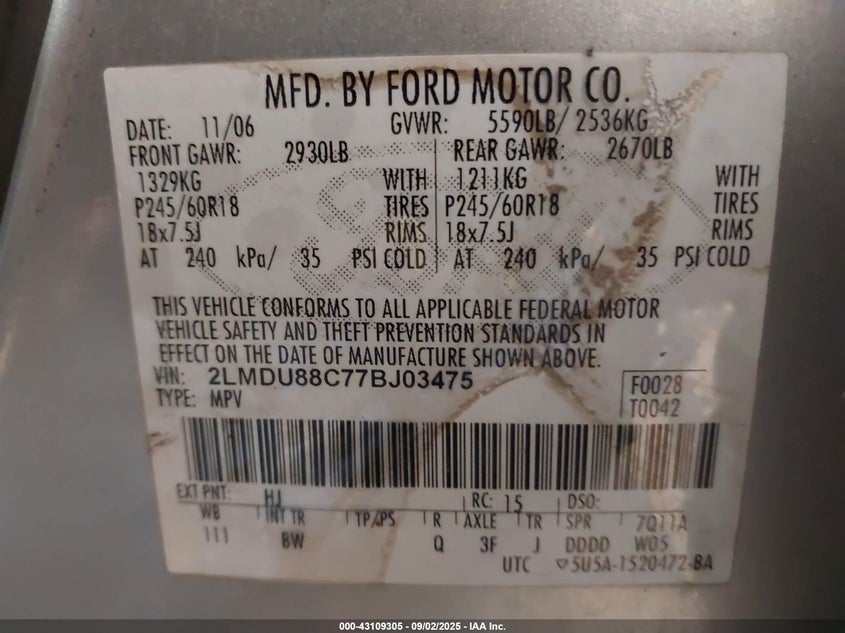 MFD. BY FORD MOTOR CO.
DATE: 11/06 GVWR: 5590LB/ 2536KG
FRONT GAWR: 2930LB REAR GAWR: 2670LB
1329KG WITH 1211KG WITH
P245/60R18 TIRES P245/60R18 TIRES
18x7.5J RIMS 18x7.5J RIMS
AT 240 kPa/ 35 PSI COLD AT 240 kPa/ 35 PSI COLD
THIS VEHICLE CONFORMS TO ALL APPLICABLE FEDERAL MOTOR
VEHICLE SAFETY AND THEFT PREVENTION STANDARDS IN
EFFECT ON THE DATE OF MANUFACTURE SHOWN ABOVE.
VIN: 2LMDU88C77BJ03475 F0028
TYPE: MPV T0042
EXT PNT: HJ RC: 15 DSO:
WB INT TR TP/PS R AXLE TR SPR 7Q11A
111 BW Q 3F J DDDD W05
UTC ▽5U5A-1520472-BA
000-43109305 - 09/02/2025 - IAA Inc.